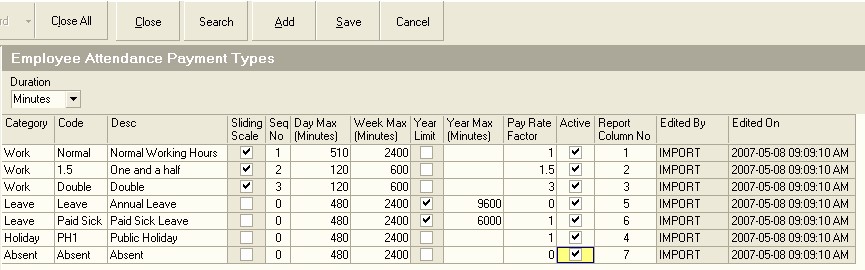 rd Close All Close Search Add Save Cancel
Employee Attendance Payment Types
Duration
Minutes
Category Code Desc Sliding Scale Seq No Day Max (Minutes) Week Max (Minutes) Year Limit Year Max (Minutes) Pay Rate Factor Active Report Column No Edited By Edited On
Work Normal Normal Working Hours 1 510 2400 1 1 IMPORT 2007-05-08 09:09:10 AM
Work 1.5 One and a half 2 120 600 1.5 2 IMPORT 2007-05-08 09:09:10 AM
Work Double Double 3 120 600 3 3 IMPORT 2007-05-08 09:09:10 AM
Leave Leave Annual Leave 0 480 2400 9600 0 5 IMPORT 2007-05-08 09:09:10 AM
Leave Paid Sick Paid Sick Leave 0 480 2400 6000 1 6 IMPORT 2007-05-08 09:09:10 AM
Holiday PH1 Public Holiday 0 480 2400 1 4 IMPORT 2007-05-08 09:09:10 AM
Absent Absent Absent 0 480 2400 0 7 IMPORT 2007-05-08 09:09:10 AM